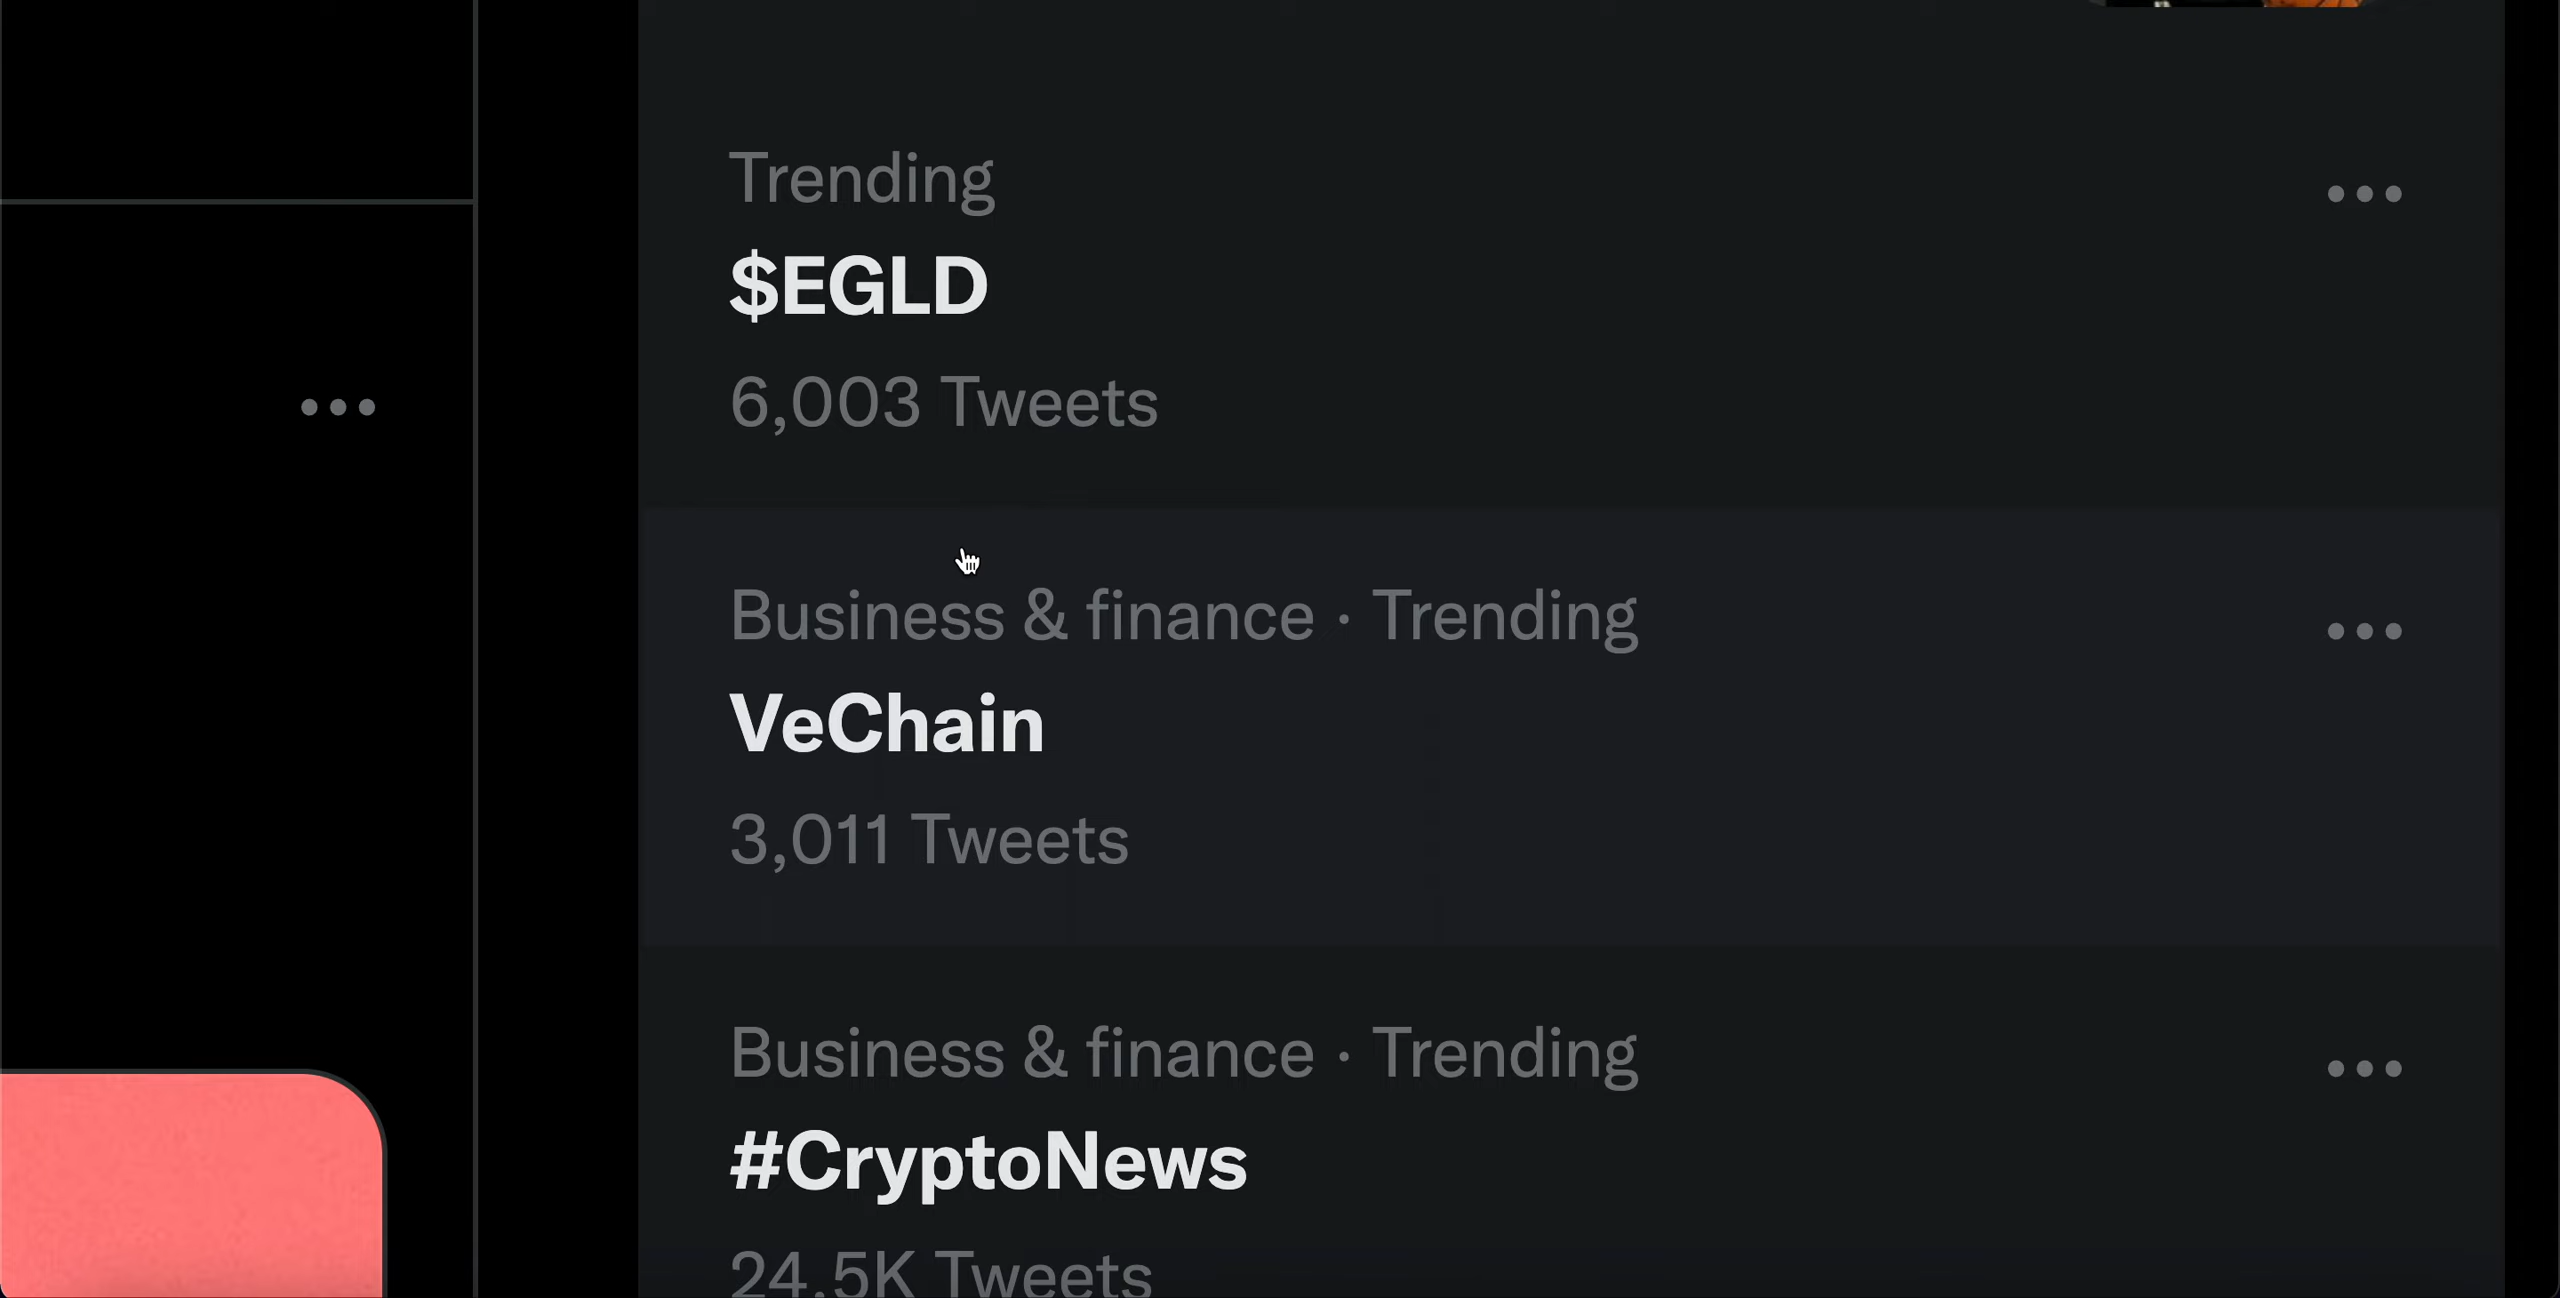 Trending
$EGLD
6,003 Tweets
Business & finance · Trending
VeChain
3,011 Tweets
Business & finance · Trending
#CryptoNews
24.5K Tweets